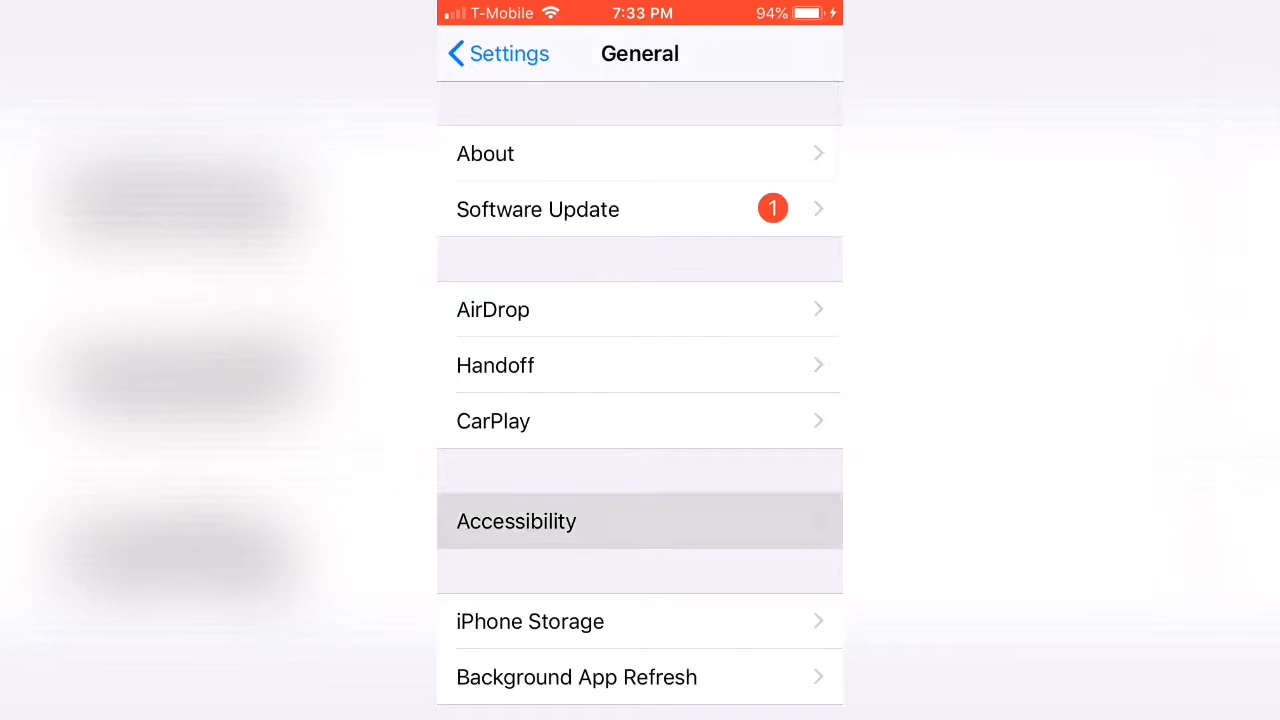 T-Mobile 7:33 PM 94%
Settings General
About
Software Update 1
AirDrop
Handoff
CarPlay
Accessibility
iPhone Storage
Background App Refresh